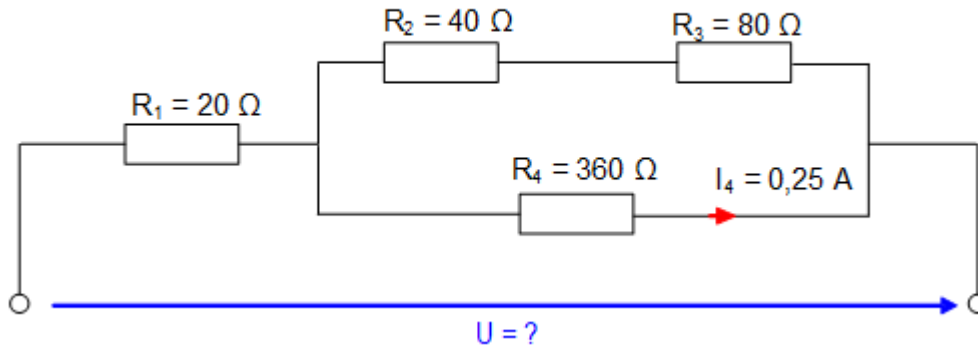 R₂ = 40 Ω
R₃ = 80 Ω
R₁ = 20 Ω
R₄ = 360 Ω
I₄ = 0,25 A
U = ?